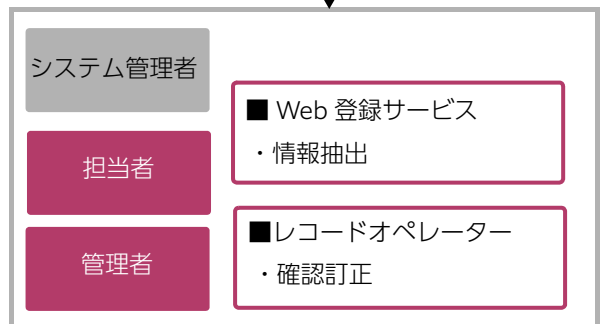 システム管理者
担当者
管理者
■ Web 登録サービス
・情報抽出
■レコードオペレーター
・確認訂正